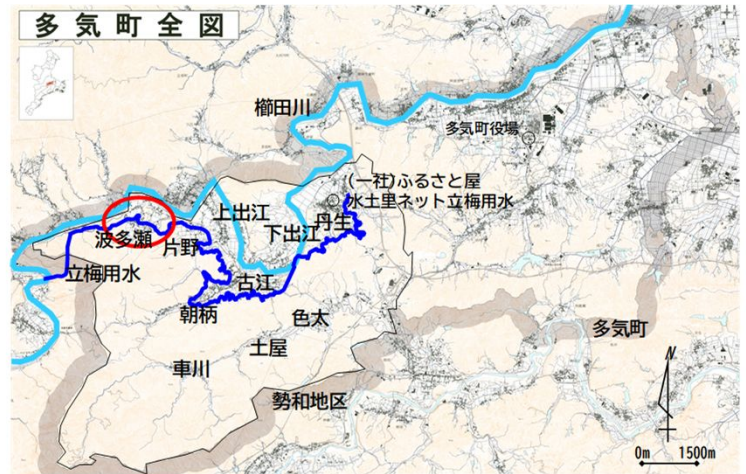 多気町全図
櫛田川
多気町役場
(一社)ふるさと屋
水土里ネット立梅用水
丹生
上出江
下出江
波多瀬
片野
立梅用水
古江
朝柄
色太
多気町
土屋
車川
勢和地区
N
0m 1500m